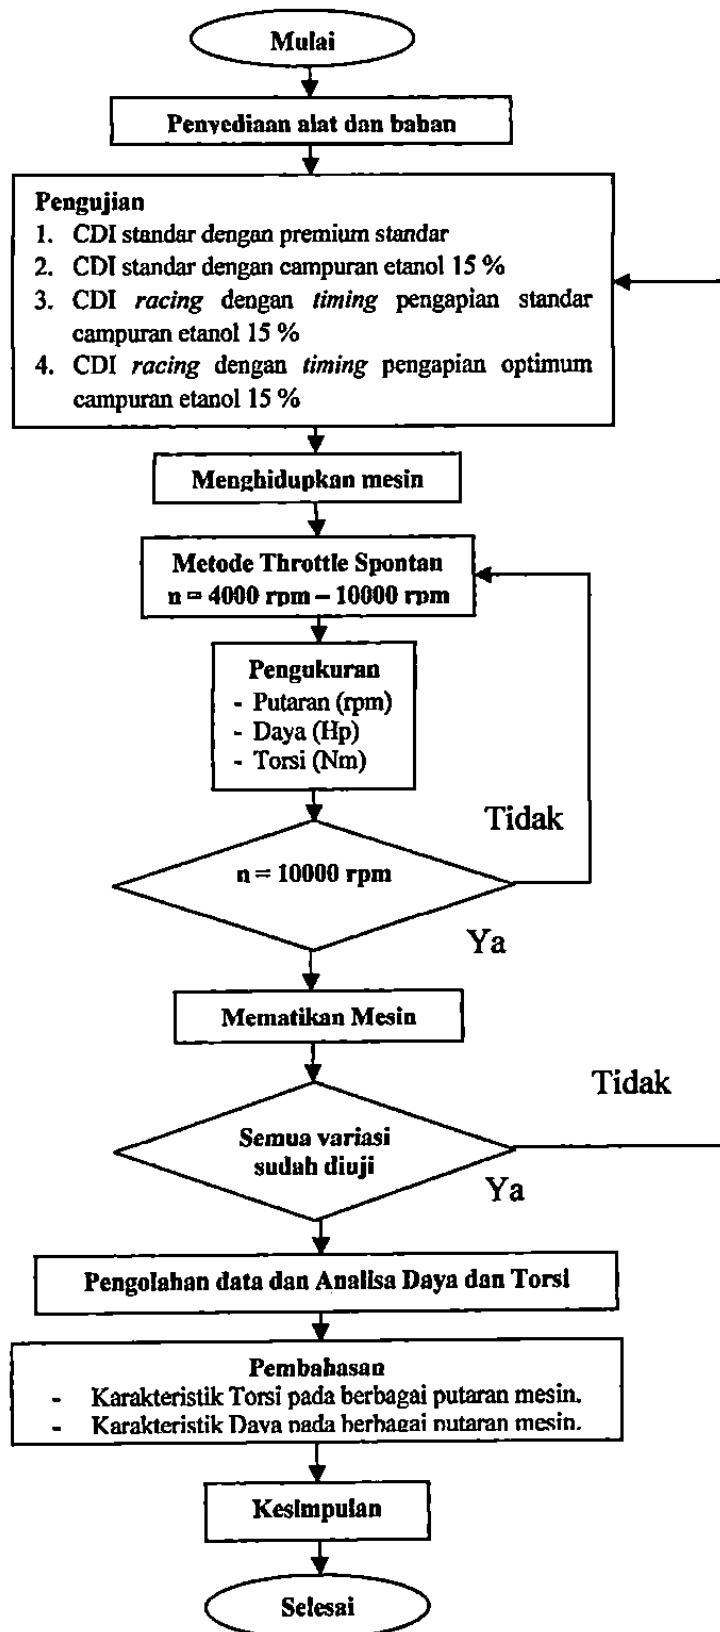 Mulai
Penyediaan alat dan bahan
Pengujian
1. CDI standar dengan premium standar
2. CDI standar dengan campuran etanol 15 %
3. CDI racing dengan timing pengapian standar
campuran etanol 15 %
4. CDI racing dengan timing pengapian optimum
campuran etanol 15 %
Menghidupkan mesin
Metode Throttle Spontan
n = 4000 rpm – 10000 rpm
Pengukuran
- Putaran (rpm)
- Daya (Hp)
- Torsi (Nm)
Tidak
n = 10000 rpm
Ya
Mematikan Mesin
Tidak
Semua variasi
sudah diuji
Ya
Pengolahan data dan Analisa Daya dan Torsi
Pembahasan
- Karakteristik Torsi pada berbagai putaran mesin.
- Karakteristik Daya pada berbagai putaran mesin.
Kesimpulan
Selesai